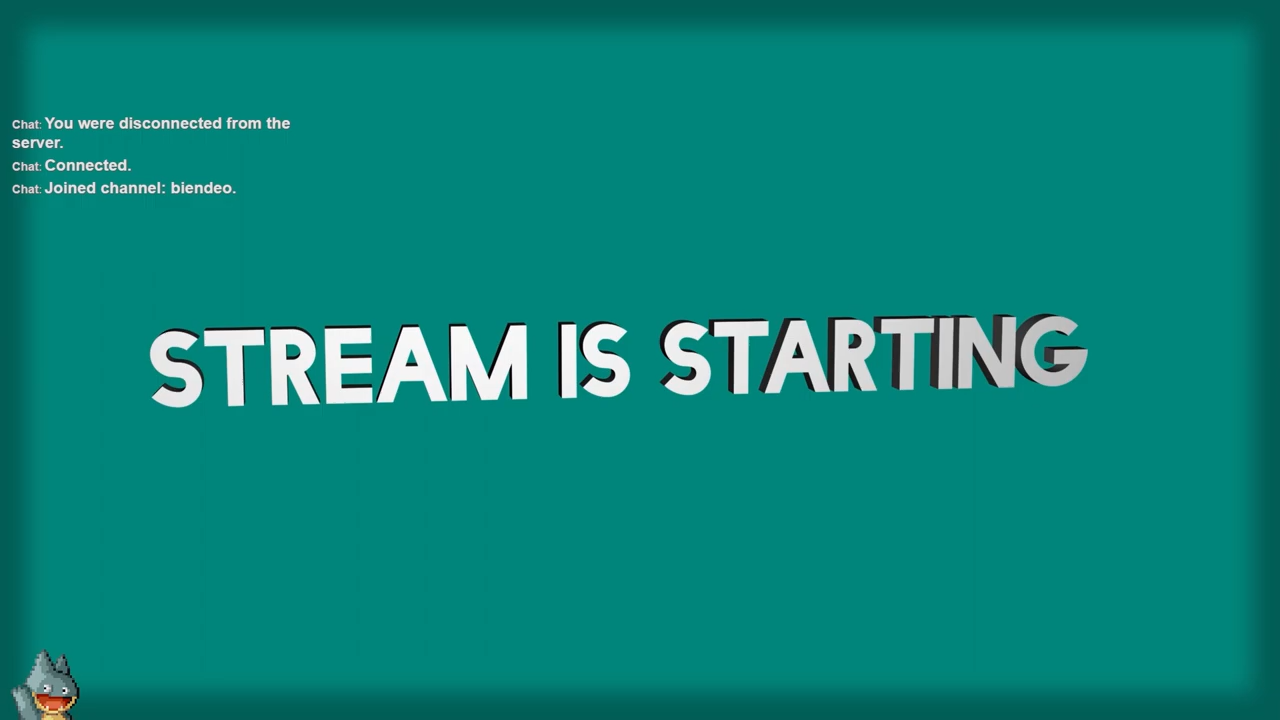 Chat: You were disconnected from the
server.
Chat: Connected.
Chat: Joined channel: biendeo.
STREAM IS STARTING